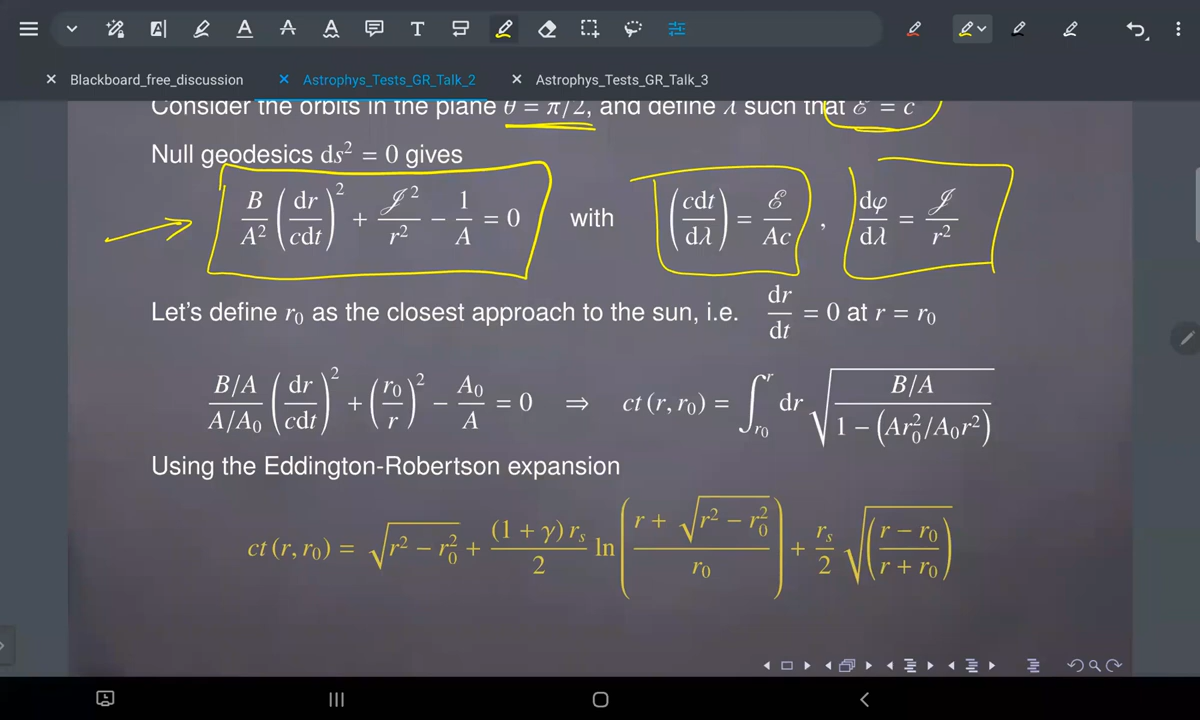 Blackboard_free_discussion Astrophys_Tests_GR_Talk_2 Astrophys_Tests_GR_Talk_3
Consider the orbits in the plane θ = π/2, and define λ such that ℰ = c
Null geodesics ds² = 0 gives
B/A² (dr/cdt)² + 𝒥²/r² − 1/A = 0 with (cdt/dλ) = ℰ/Ac , dφ/dλ = 𝒥/r²
Let's define r₀ as the closest approach to the sun, i.e. dr/dt = 0 at r = r₀
(B/A)/(A/A₀) (dr/cdt)² + (r₀/r)² − A₀/A = 0 ⇒ ct (r, r₀) = ∫_{r₀}^{r} dr √((B/A)/(1 − (Ar₀²/A₀r²)))
Using the Eddington-Robertson expansion
ct (r, r₀) = √(r² − r₀²) + ((1 + γ) rₛ)/2 ln((r + √(r² − r₀²))/r₀) + rₛ/2 √((r − r₀)/(r + r₀))